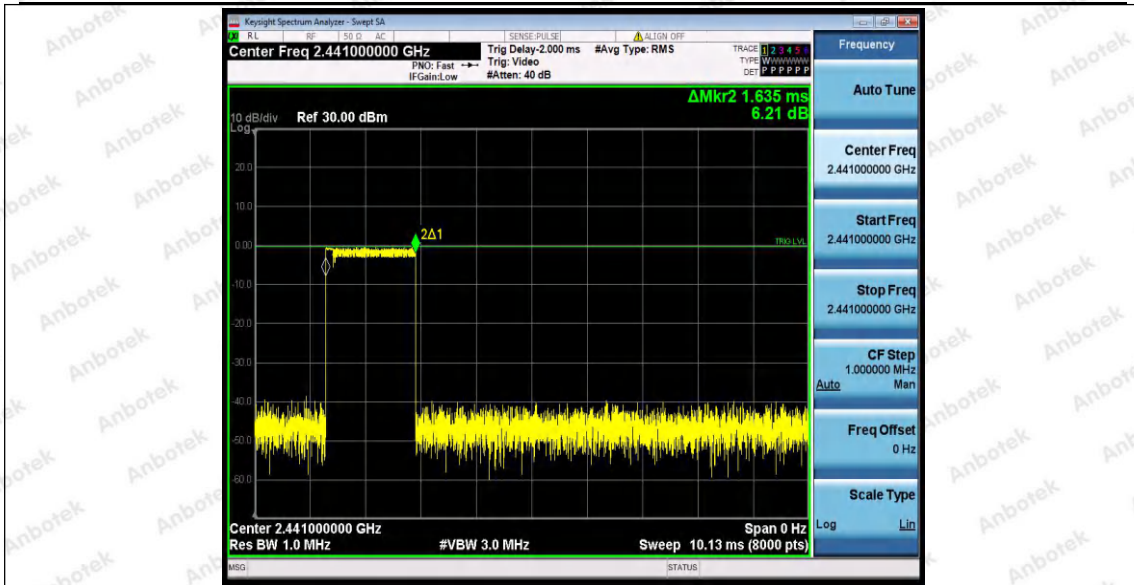 Keysight Spectrum Analyzer - Swept SA
RL RF 50 Ω AC SENSE:PULSE ALIGN OFF
Center Freq 2.441000000 GHz
PNO: Fast
IFGain:Low
Trig Delay-2.000 ms
Trig: Video
#Atten: 40 dB
#Avg Type: RMS
TRACE 1 2 3 4 5 6
TYPE WWWWWW
DET P P P P P P
ΔMkr2 1.635 ms
6.21 dB
10 dB/div Ref 30.00 dBm
Log
20.0
10.0
0.00
-10.0
-20.0
-30.0
-40.0
-50.0
-60.0
2Δ1
TRIG LVL
Center 2.441000000 GHz Span 0 Hz
Res BW 1.0 MHz #VBW 3.0 MHz Sweep 10.13 ms (8000 pts)
MSG STATUS
Frequency
Auto Tune
Center Freq
2.441000000 GHz
Start Freq
2.441000000 GHz
Stop Freq
2.441000000 GHz
CF Step
1.000000 MHz
Auto Man
Freq Offset
0 Hz
Scale Type
Log Lin
Anbotek